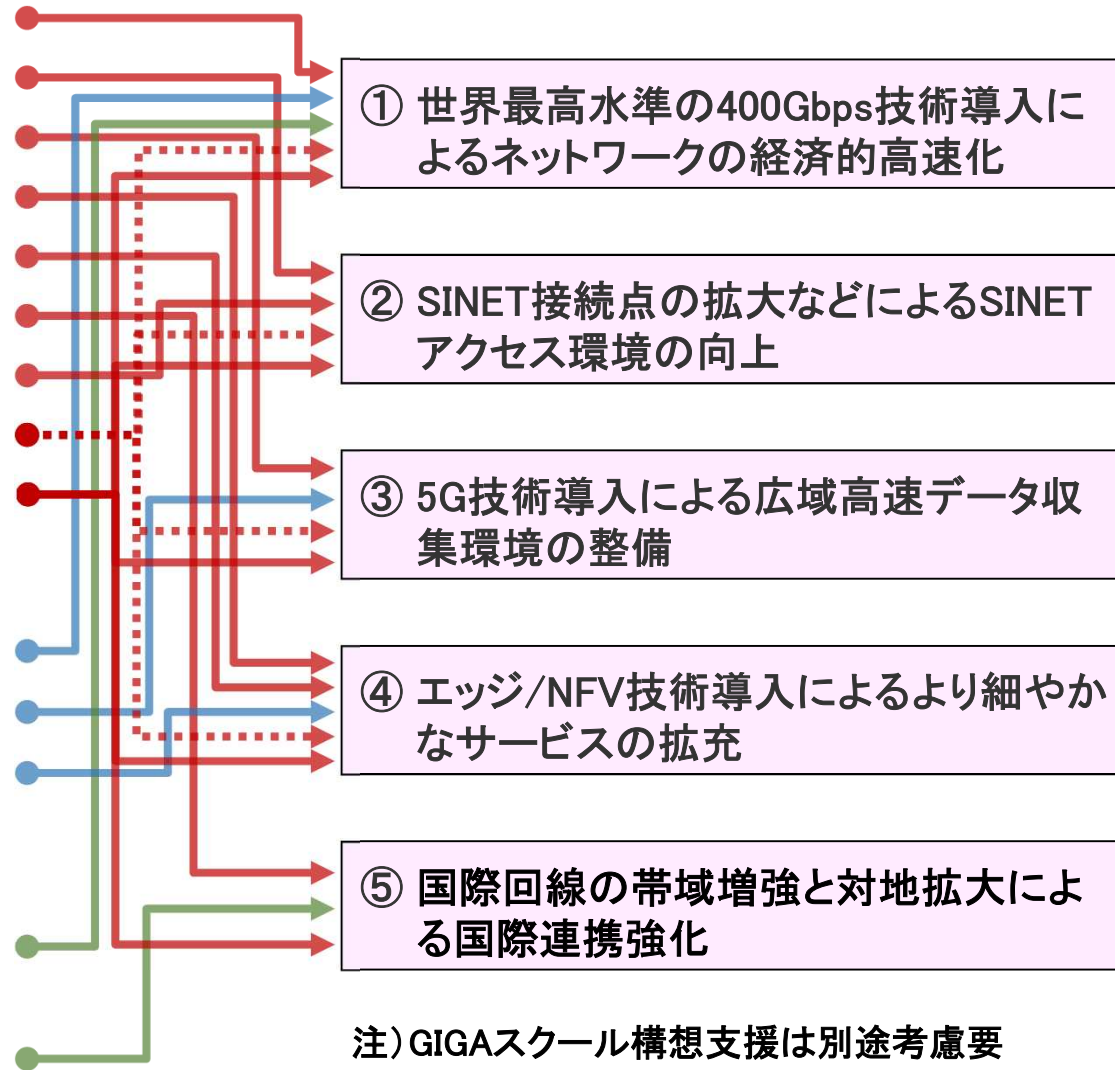 ① 世界最高水準の400Gbps技術導入に
よるネットワークの経済的高速化
② SINET接続点の拡大などによるSINET
アクセス環境の向上
③ 5G技術導入による広域高速データ収
集環境の整備
④ エッジ/NFV技術導入によるより細やか
なサービスの拡充
⑤ 国際回線の帯域増強と対地拡大によ
る国際連携強化
注)GIGAスクール構想支援は別途考慮要